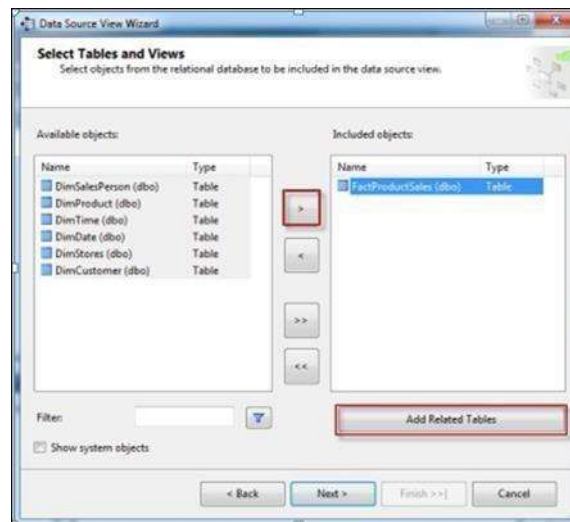 Data Source View Wizard
Select Tables and Views
Select objects from the relational database to be included in the data source view.
Available objects:
Name Type
DimSalesPerson (dbo) Table
DimProduct (dbo) Table
DimTime (dbo) Table
DimDate (dbo) Table
DimStores (dbo) Table
DimCustomer (dbo) Table
>
<
>>
<<
Included objects:
Name Type
FactProductSales (dbo) Table
Filter:
Add Related Tables
Show system objects
< Back
Next >
Finish >>|
Cancel